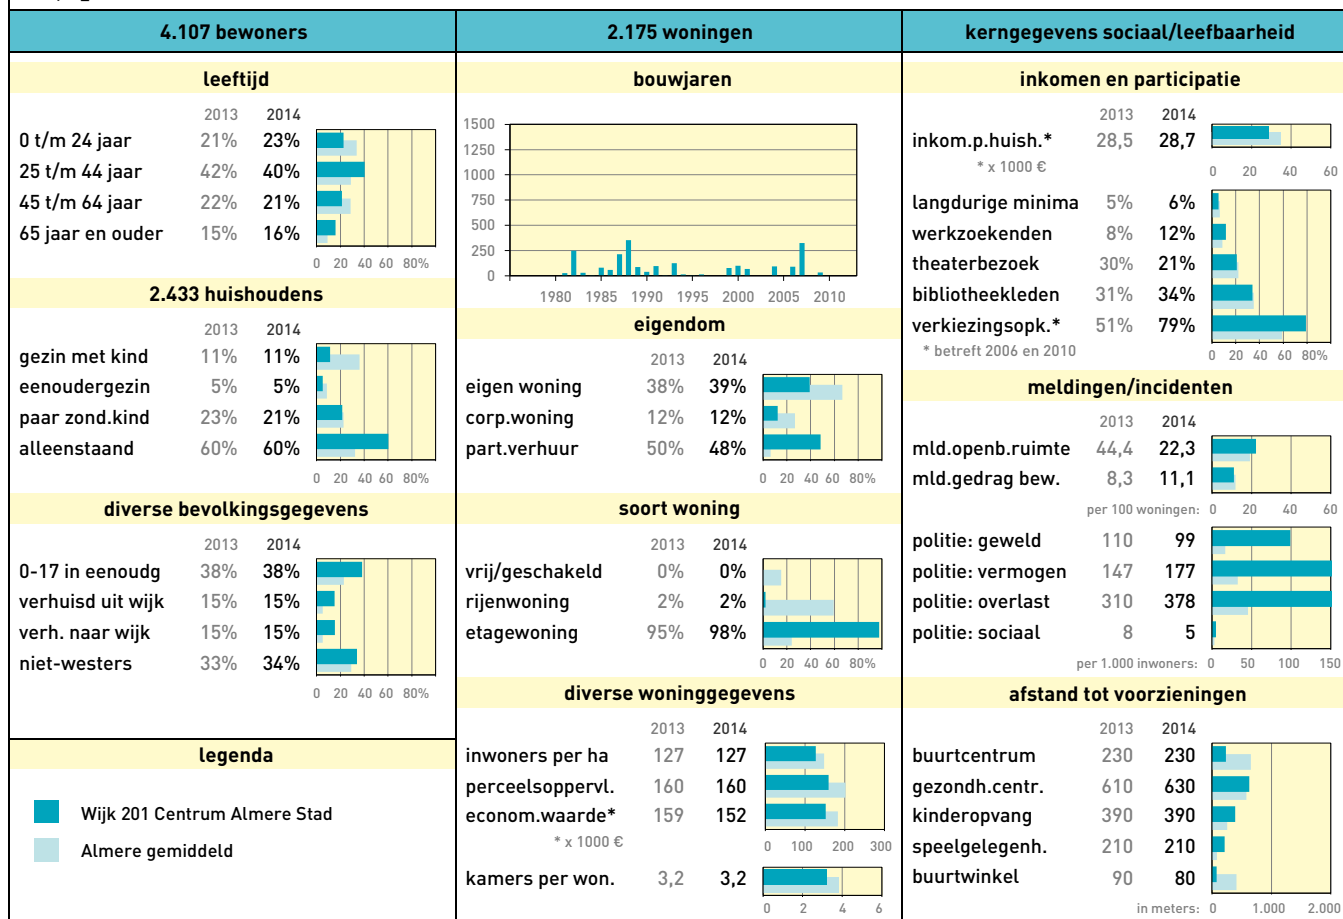 4.107 bewoners
leeftijd
2013 2014
0 t/m 24 jaar 21% 23%
25 t/m 44 jaar 42% 40%
45 t/m 64 jaar 22% 21%
65 jaar en ouder 15% 16%
0 20 40 60 80%
2.433 huishoudens
2013 2014
gezin met kind 11% 11%
eenoudergezin 5% 5%
paar zond.kind 23% 21%
alleenstaand 60% 60%
0 20 40 60 80%
diverse bevolkingsgegevens
2013 2014
0-17 in eenoudg 38% 38%
verhuisd uit wijk 15% 15%
verh. naar wijk 15% 15%
niet-westers 33% 34%
0 20 40 60 80%
legenda
Wijk 201 Centrum Almere Stad
Almere gemiddeld
2.175 woningen
bouwjaren
1500
1250
1000
750
500
250
0
1980 1985 1990 1995 2000 2005 2010
eigendom
2013 2014
eigen woning 38% 39%
corp.woning 12% 12%
part.verhuur 50% 48%
0 20 40 60 80%
soort woning
2013 2014
vrij/geschakeld 0% 0%
rijenwoning 2% 2%
etagewoning 95% 98%
0 20 40 60 80%
diverse woninggegevens
2013 2014
inwoners per ha 127 127
perceelsoppervl. 160 160
econom.waarde* 159 152
* x 1000 € 0 100 200 300
kamers per won. 3,2 3,2
0 2 4 6
kerngegevens sociaal/leefbaarheid
inkomen en participatie
2013 2014
inkom.p.huish.* 28,5 28,7
* x 1000 € 0 20 40 60
langdurige minima 5% 6%
werkzoekenden 8% 12%
theaterbezoek 30% 21%
bibliotheekleden 31% 34%
verkiezingsopk.* 51% 79%
* betreft 2006 en 2010 0 20 40 60 80%
meldingen/incidenten
2013 2014
mld.openb.ruimte 44,4 22,3
mld.gedrag bew. 8,3 11,1
per 100 woningen: 0 20 40 60
politie: geweld 110 99
politie: vermogen 147 177
politie: overlast 310 378
politie: sociaal 8 5
per 1.000 inwoners: 0 50 100 150
afstand tot voorzieningen
2013 2014
buurtcentrum 230 230
gezondh.centr. 610 630
kinderopvang 390 390
speelgelegenh. 210 210
buurtwinkel 90 80
in meters: 0 1.000 2.000